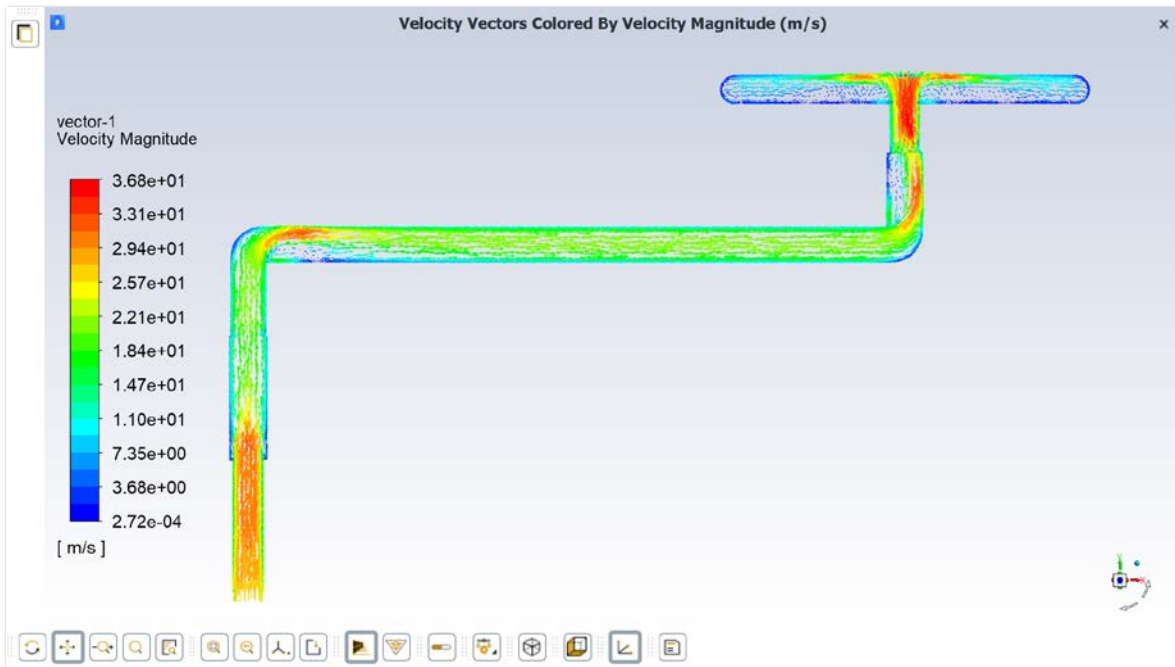 Velocity Vectors Colored By Velocity Magnitude (m/s)
vector-1
Velocity Magnitude
3.68e+01
3.31e+01
2.94e+01
2.57e+01
2.21e+01
1.84e+01
1.47e+01
1.10e+01
7.35e+00
3.68e+00
2.72e-04
[ m/s ]
Y
X